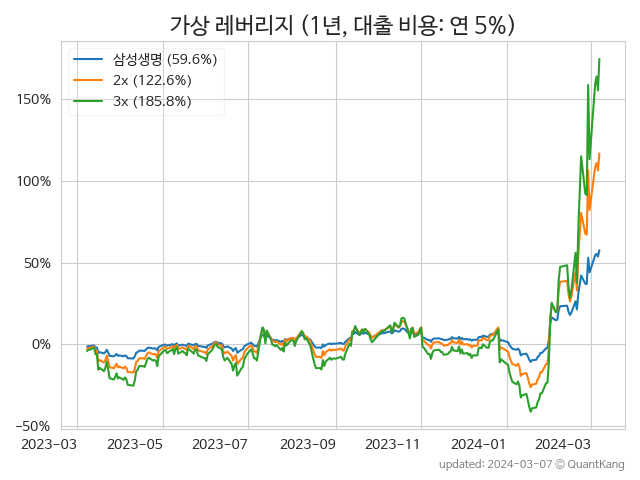 가상 레버리지 (1년, 대출 비용: 연 5%)
삼성생명 (59.6%)
2x (122.6%)
3x (185.8%)
150%
100%
50%
0%
−50%
2023−03 2023−05 2023−07 2023−09 2023−11 2024−01 2024−03
updated: 2024-03-07 © QuantKang